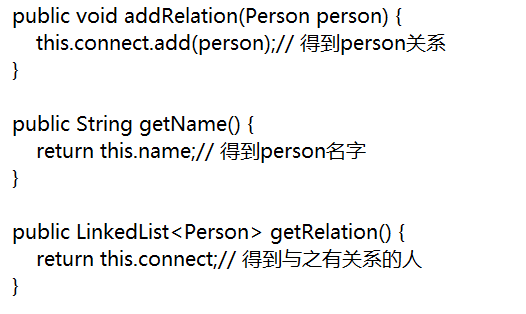 public void addRelation(Person person) {
this.connect.add(person);// 得到person关系
}
public String getName() {
return this.name;// 得到person名字
}
public LinkedList<Person> getRelation() {
return this.connect;// 得到与之有关系的人
}